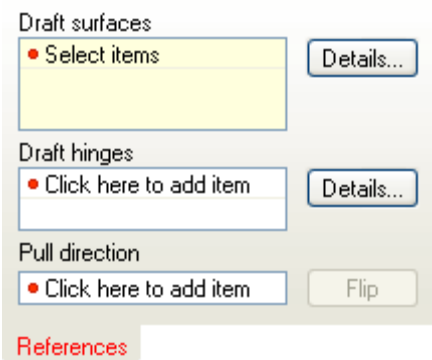 Draft surfaces
Select items
Details...
Draft hinges
Click here to add item
Details...
Pull direction
Click here to add item
Flip
References